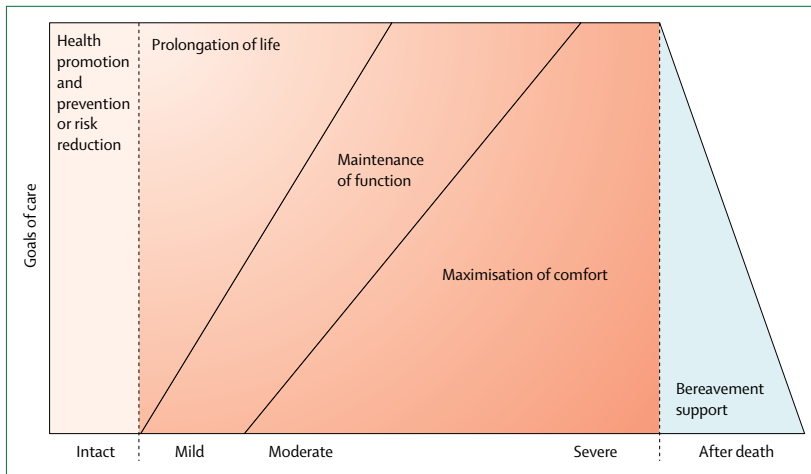 Health
promotion
and
prevention
or risk
reduction
Prolongation of life
Maintenance
of function
Maximisation of comfort
Bereavement
support
Goals of care
Intact
Mild
Moderate
Severe
After death